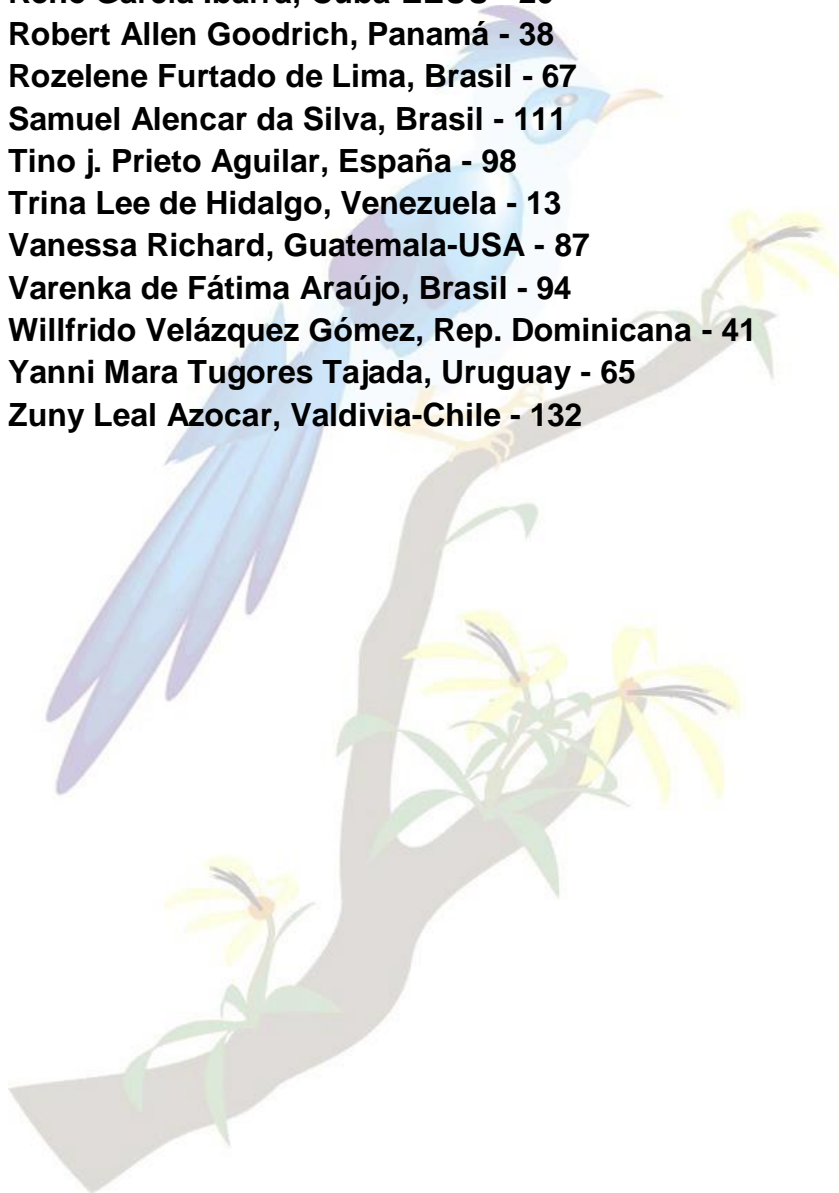 Robert Allen Goodrich, Panamá - 38
Rozelene Furtado de Lima, Brasil - 67
Samuel Alencar da Silva, Brasil - 111
Tino j. Prieto Aguilar, España - 98
Trina Lee de Hidalgo, Venezuela - 13
Vanessa Richard, Guatemala-USA - 87
Varenka de Fátima Araújo, Brasil - 94
Willfrido Velázquez Gómez, Rep. Dominicana - 41
Yanni Mara Tugores Tajada, Uruguay - 65
Zuny Leal Azocar, Valdivia-Chile - 132